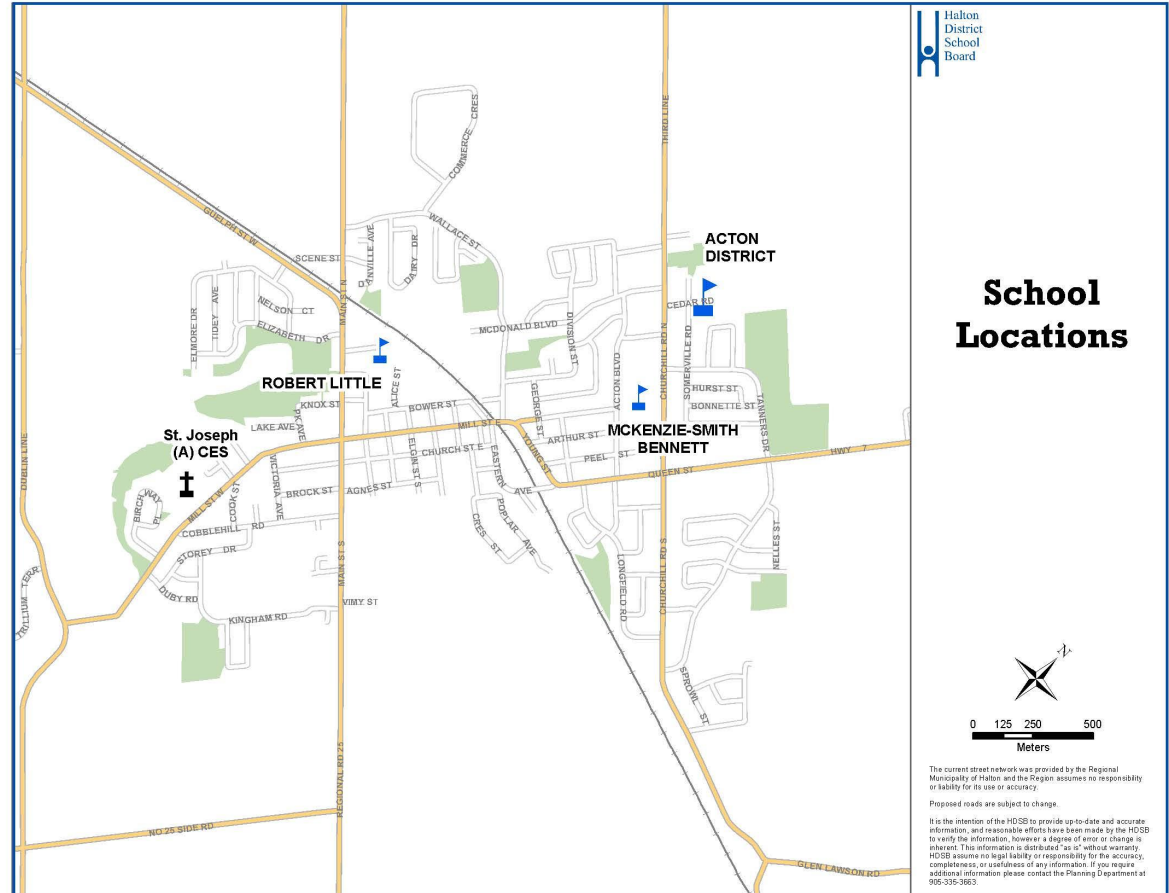 Halton
District
School
Board
School
Locations
ACTON
DISTRICT
ROBERT LITTLE
MCKENZIE-SMITH
BENNETT
St. Joseph
(A) CES
COMMERCE CRES
THIRD LINE
WALLACE ST
GUELPH ST W
SCENE ST
DANVILLE AVE
DAIRY DR
MAIN ST N
ELMORE DR
TIDEY AVE
NELSON CT
ELIZABETH DR
CEDAR RD
MCDONALD BLVD
DIVISION ST
CHURCHILL RD N
SOMERVILLE RD
ACTON BLVD
ALICE ST
HURST ST
BONNETTE ST
TANNERS DR
KNOX ST
BOWER ST
GEORGE ST
LAKE AVE
PK AVE
MILL ST E
ARTHUR ST
YOUNG ST
PEEL ST
HWY 7
QUEEN ST
DUBLIN LINE
ELGIN ST S
CHURCH ST E
EASTERN AVE
VICTORIA AVE
COOK ST
MILL ST W
BIRCH WAY PL
BROCK ST
AGNES ST
POPLAR AVE
CRES ST
COBBLEHILL RD
STOREY DR
NELLES ST
MAIN ST S
LONGFIELD RD
CHURCHILL RD S
TRILLIUM TERR
DUBY RD
VIMY ST
KINGHAM RD
SPROWL ST
REGIONAL RD 25
NO 25 SIDE RD
GLEN LAWSON RD
N
0 125 250 500
Meters
The current street network was provided by the Regional
Municipality of Halton and the Region assumes no responsibility
or liability for its use or accuracy.
Proposed roads are subject to change.
It is the intention of the HDSB to provide up-to-date and accurate
information, and reasonable efforts have been made by the HDSB
to verify the information, however a degree of error or change is
inherent. This information is distributed "as is" without warranty.
HDSB assume no legal liability or responsibility for the accuracy,
completeness, or usefulness of any information. If you require
additional information please contact the Planning Department at
905-335-3663.